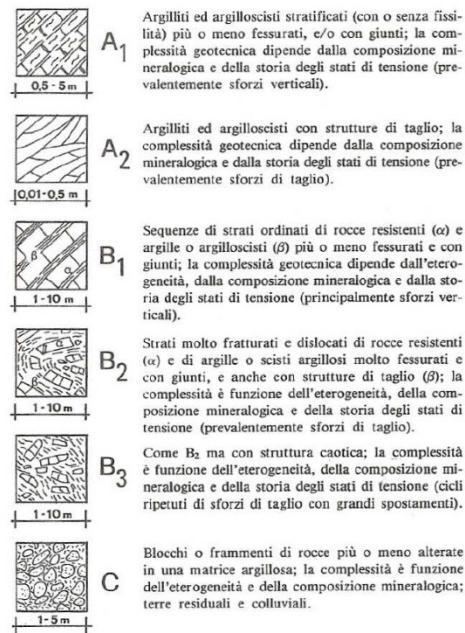 Argilliti ed argilloscisti stratificati (con o senza fissi-
lità) più o meno fessurati, e/o con giunti; la com-
plessità geotecnica dipende dalla composizione mi-
neralogica e della storia degli stati di tensione (pre-
valentemente sforzi verticali).
A1
0,5 - 5 m
Argilliti ed argilloscisti con strutture di taglio; la
complessità geotecnica dipende dalla composizione
mineralogica e dalla storia degli stati di tensione (pre-
valentemente sforzi di taglio).
A2
0,01-0,5 m
Sequenze di strati ordinati di rocce resistenti (α) e
argille o argilloscisti (β) più o meno fessurati e con
giunti; la complessità geotecnica dipende dall'etero-
geneità, dalla composizione mineralogica e dalla sto-
ria degli stati di tensione (principalmente sforzi ver-
ticali).
B1
β
α
1-10 m
Strati molto fratturati e dislocati di rocce resistenti
(α) e di argille o scisti argillosi molto fessurati e
con giunti, e anche con strutture di taglio (β); la
complessità è funzione dell'eterogeneità, della com-
posizione mineralogica e della storia degli stati di
tensione (prevalentemente sforzi di taglio).
B2
α
β
1-10 m
Come B2 ma con struttura caotica; la complessità
è funzione dell'eterogeneità, della composizione mi-
neralogica e della storia degli stati di tensione (cicli
ripetuti di sforzi di taglio con grandi spostamenti).
B3
1-10 m
Blocchi o frammenti di rocce più o meno alterate
in una matrice argillosa; la complessità è funzione
dell'eterogeneità e della composizione mineralogica;
terre residuali e colluviali.
C
1-5 m